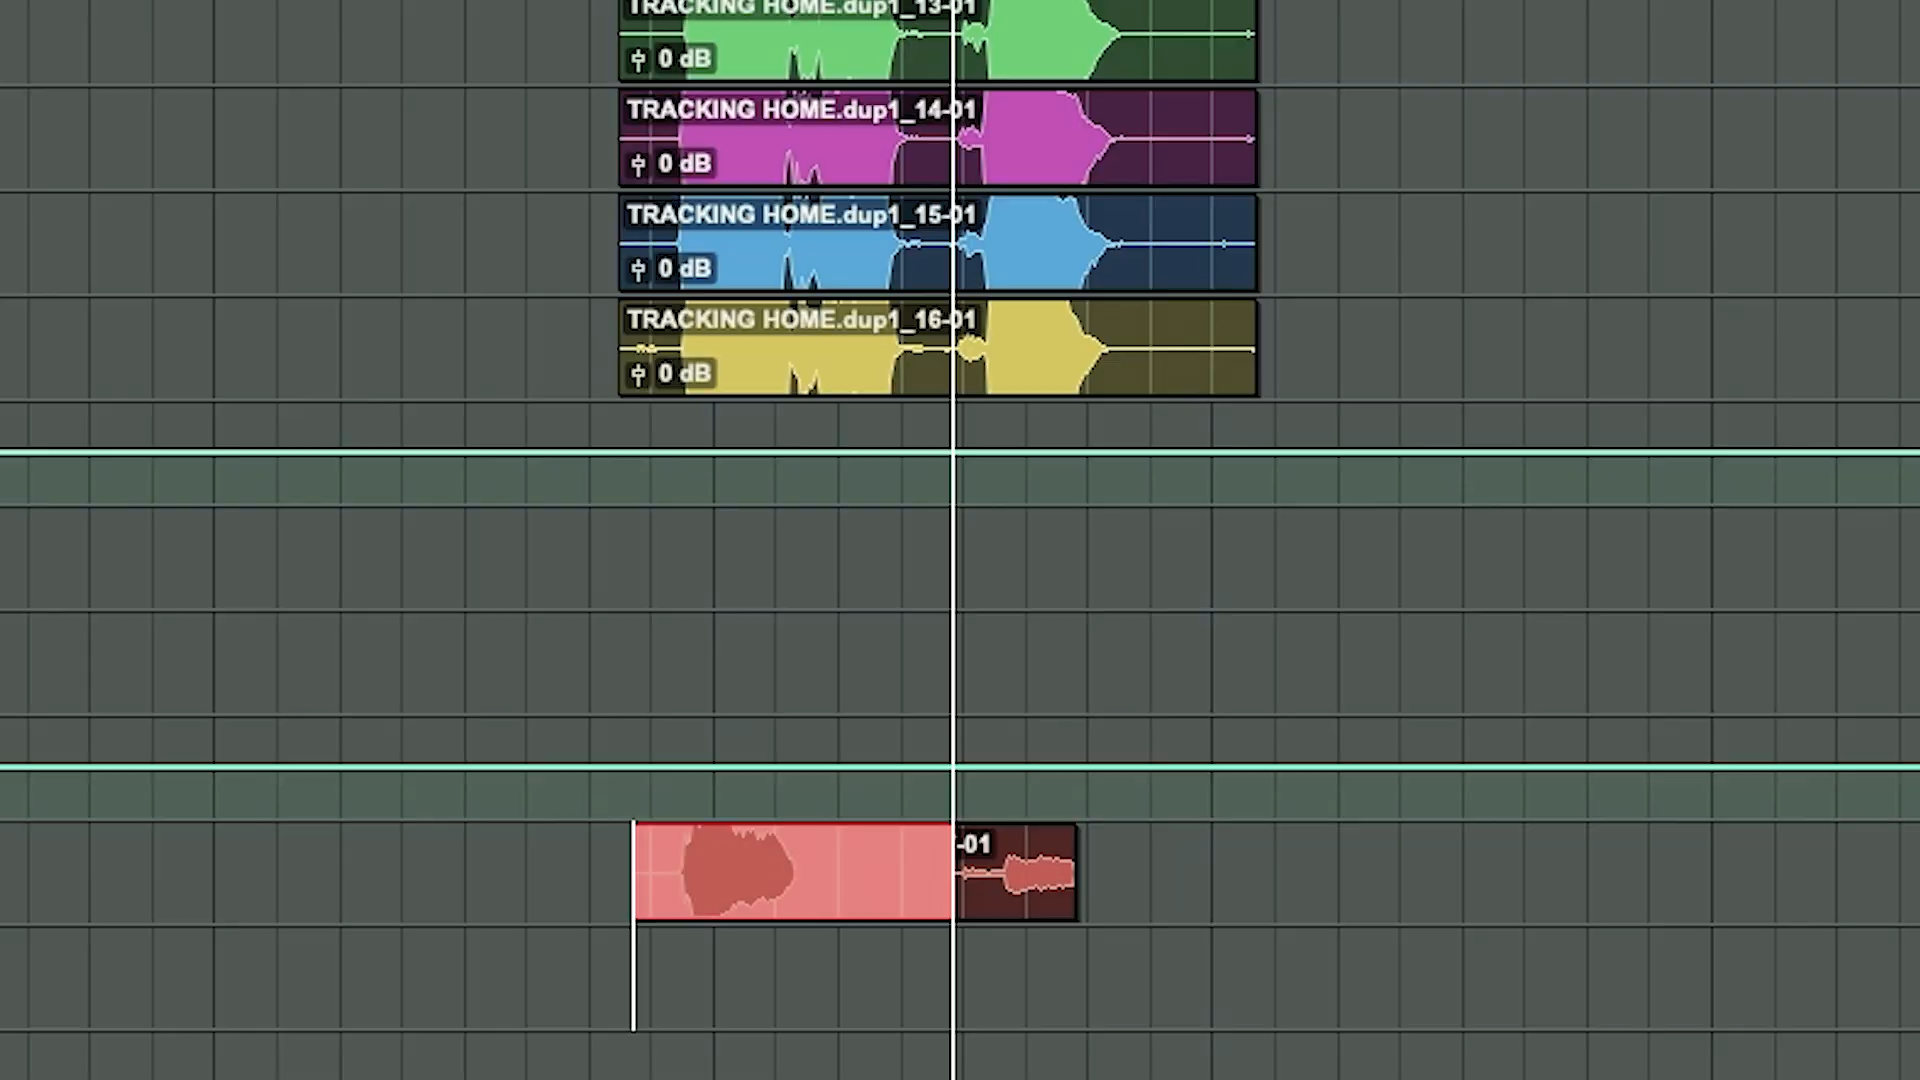 TRACKING HOME.dup1_13-01
0 dB
TRACKING HOME.dup1_14-01
0 dB
TRACKING HOME.dup1_15-01
0 dB
TRACKING HOME.dup1_16-01
0 dB
-01